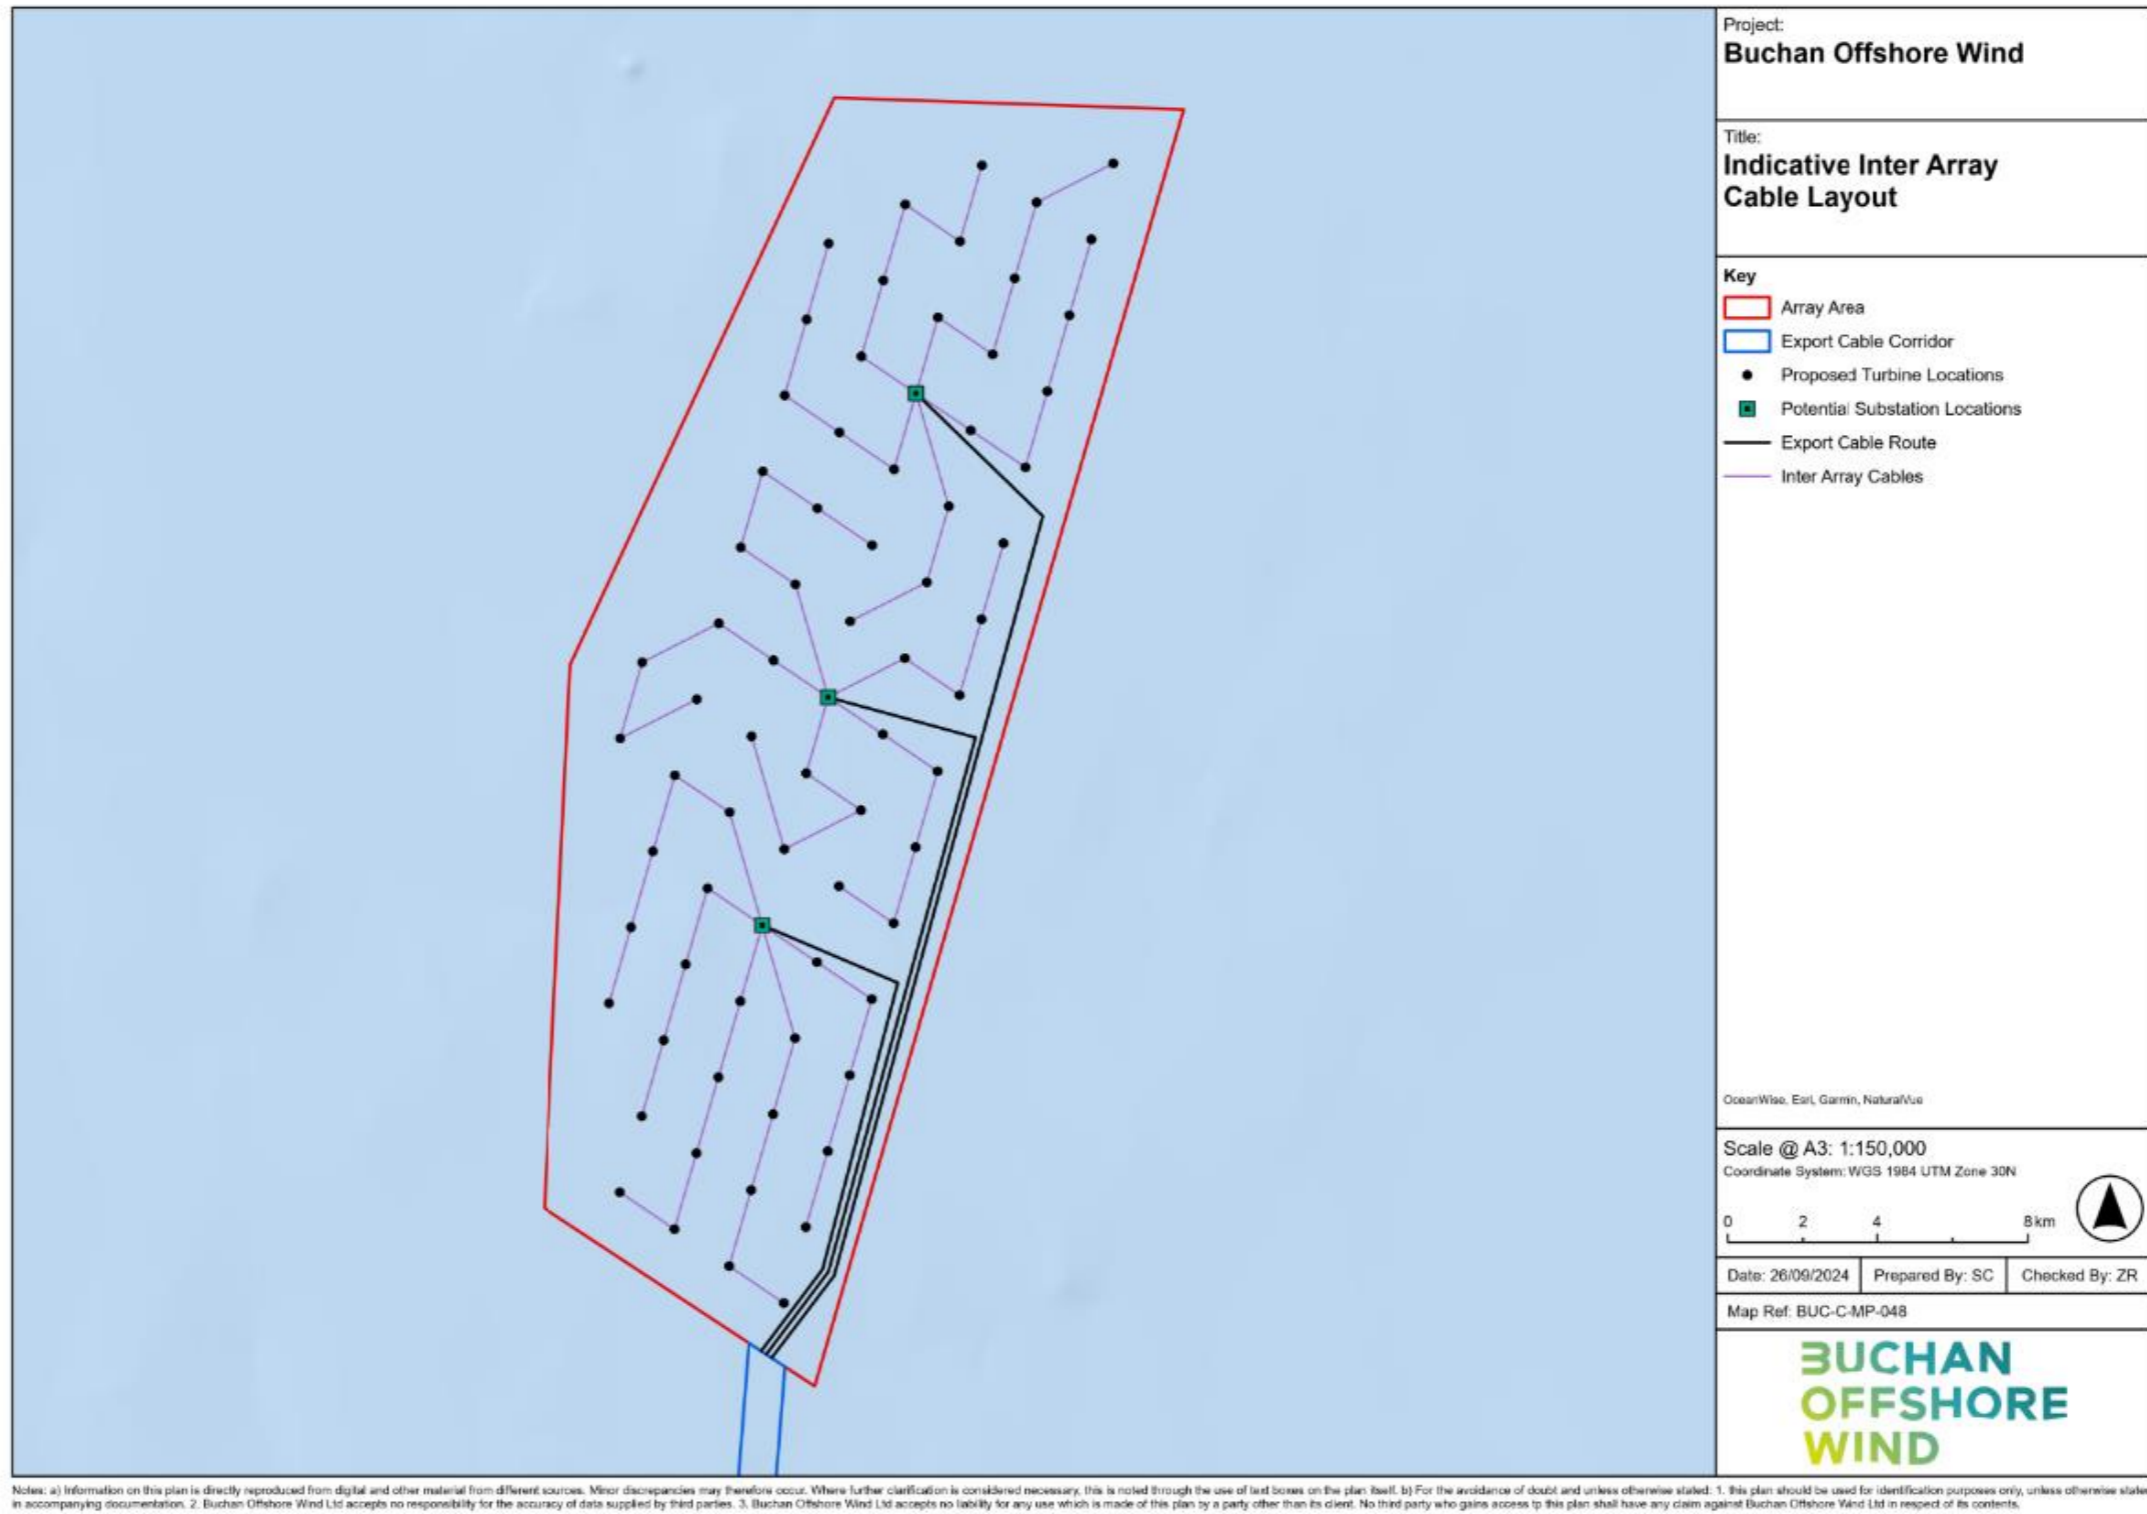 Project:
Buchan Offshore Wind
Title:
Indicative Inter Array
Cable Layout
Key
Array Area
Export Cable Corridor
Proposed Turbine Locations
Potential Substation Locations
Export Cable Route
Inter Array Cables
OceanWise, Esri, Garmin, NaturalVue
Scale @ A3: 1:150,000
Coordinate System: WGS 1984 UTM Zone 30N
0 2 4 8 km
Date: 26/09/2024 Prepared By: SC Checked By: ZR
Map Ref: BUC-C-MP-048
BUCHAN
OFFSHORE
WIND
Notes: a) Information on this plan is directly reproduced from digital and other material from different sources. Minor discrepancies may therefore occur. Where further clarification is considered necessary, this is noted through the use of text boxes on the plan itself. b) For the avoidance of doubt and unless otherwise stated: 1. this plan should be used for identification purposes only, unless otherwise state
in accompanying documentation. 2. Buchan Offshore Wind Ltd accepts no responsibility for the accuracy of data supplied by third parties. 3. Buchan Offshore Wind Ltd accepts no liability for any use which is made of this plan by a party other than its client. No third party who gains access tp this plan shall have any claim against Buchan Offshore Wind Ltd in respect of its contents.